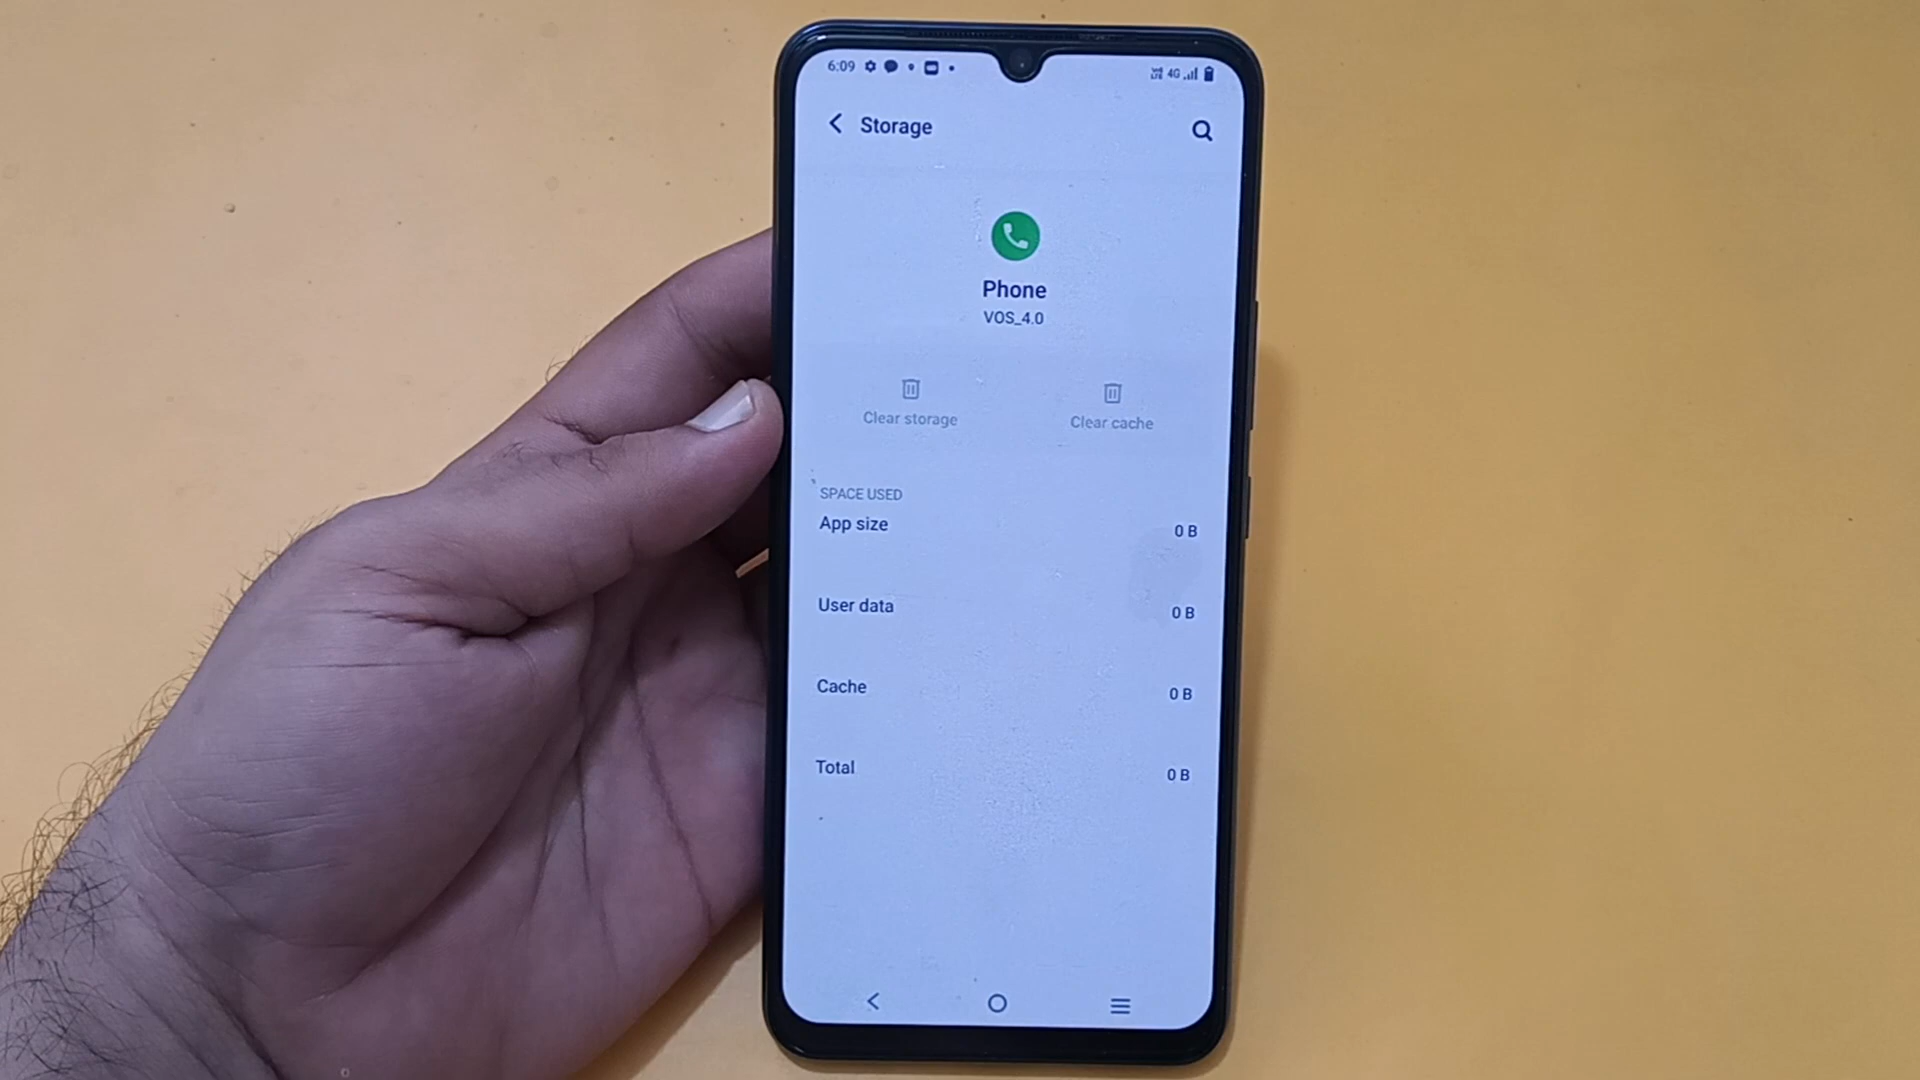 6:09
4G
Storage
Phone
VOS_4.0
Clear storage
Clear cache
SPACE USED
App size
0 B
User data
0 B
Cache
0 B
Total
0 B